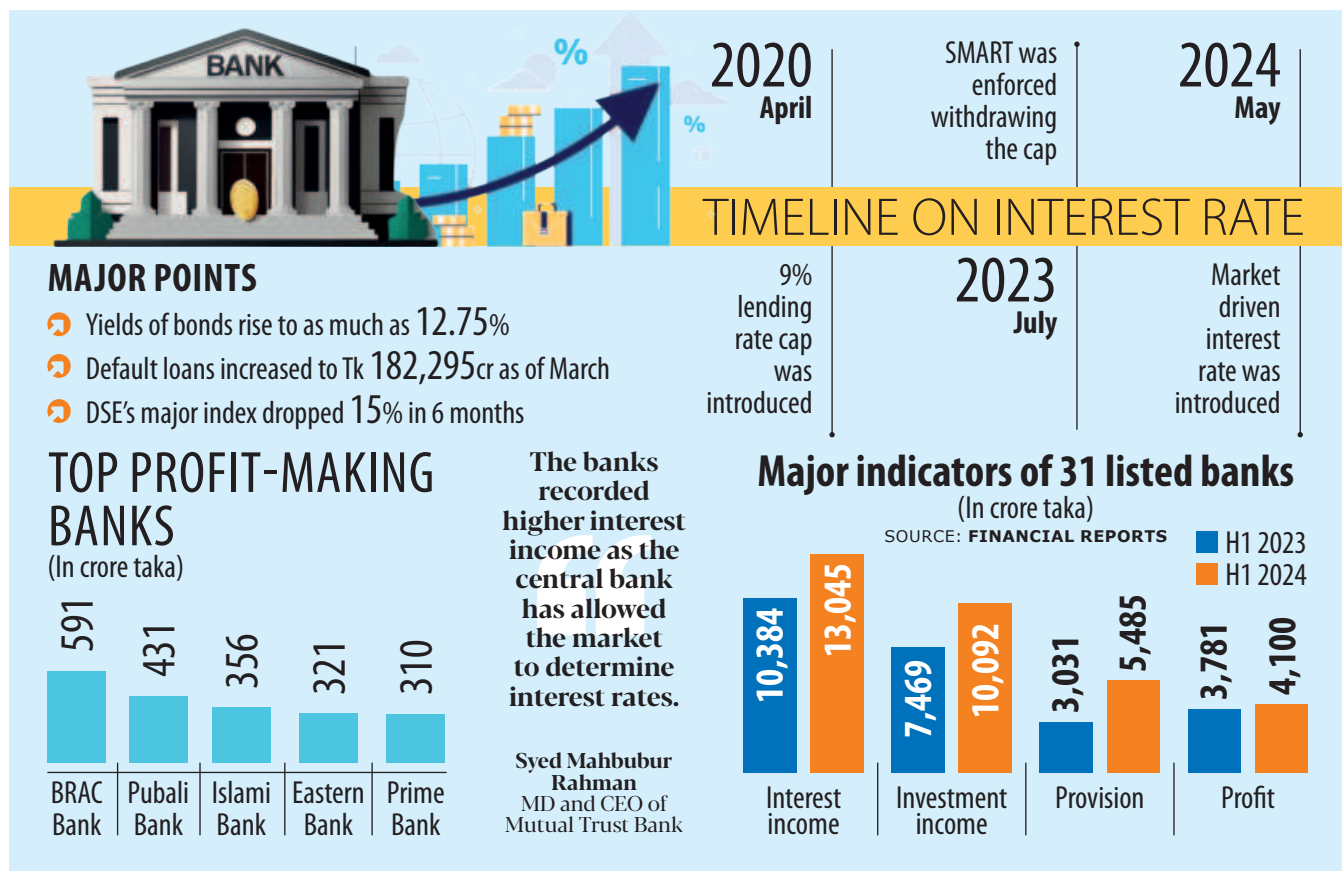 BANK
%
%
2020
April
SMART was
enforced
withdrawing
the cap
2024
May
TIMELINE ON INTEREST RATE
9%
lending
rate cap
was
introduced
2023
July
Market
driven
interest
rate was
introduced
MAJOR POINTS
Yields of bonds rise to as much as 12.75%
Default loans increased to Tk 182,295cr as of March
DSE's major index dropped 15% in 6 months
TOP PROFIT-MAKING
BANKS
(In crore taka)
591
431
356
321
310
BRAC
Bank
Pubali
Bank
Islami
Bank
Eastern
Bank
Prime
Bank
“
The banks
recorded
higher interest
income as the
central bank
has allowed
the market
to determine
interest rates.
Syed Mahbubur
Rahman
MD and CEO of
Mutual Trust Bank
Major indicators of 31 listed banks
(In crore taka)
SOURCE: FINANCIAL REPORTS
H1 2023
H1 2024
10,384
13,045
7,469
10,092
3,031
5,485
3,781
4,100
Interest
income
Investment
income
Provision
Profit